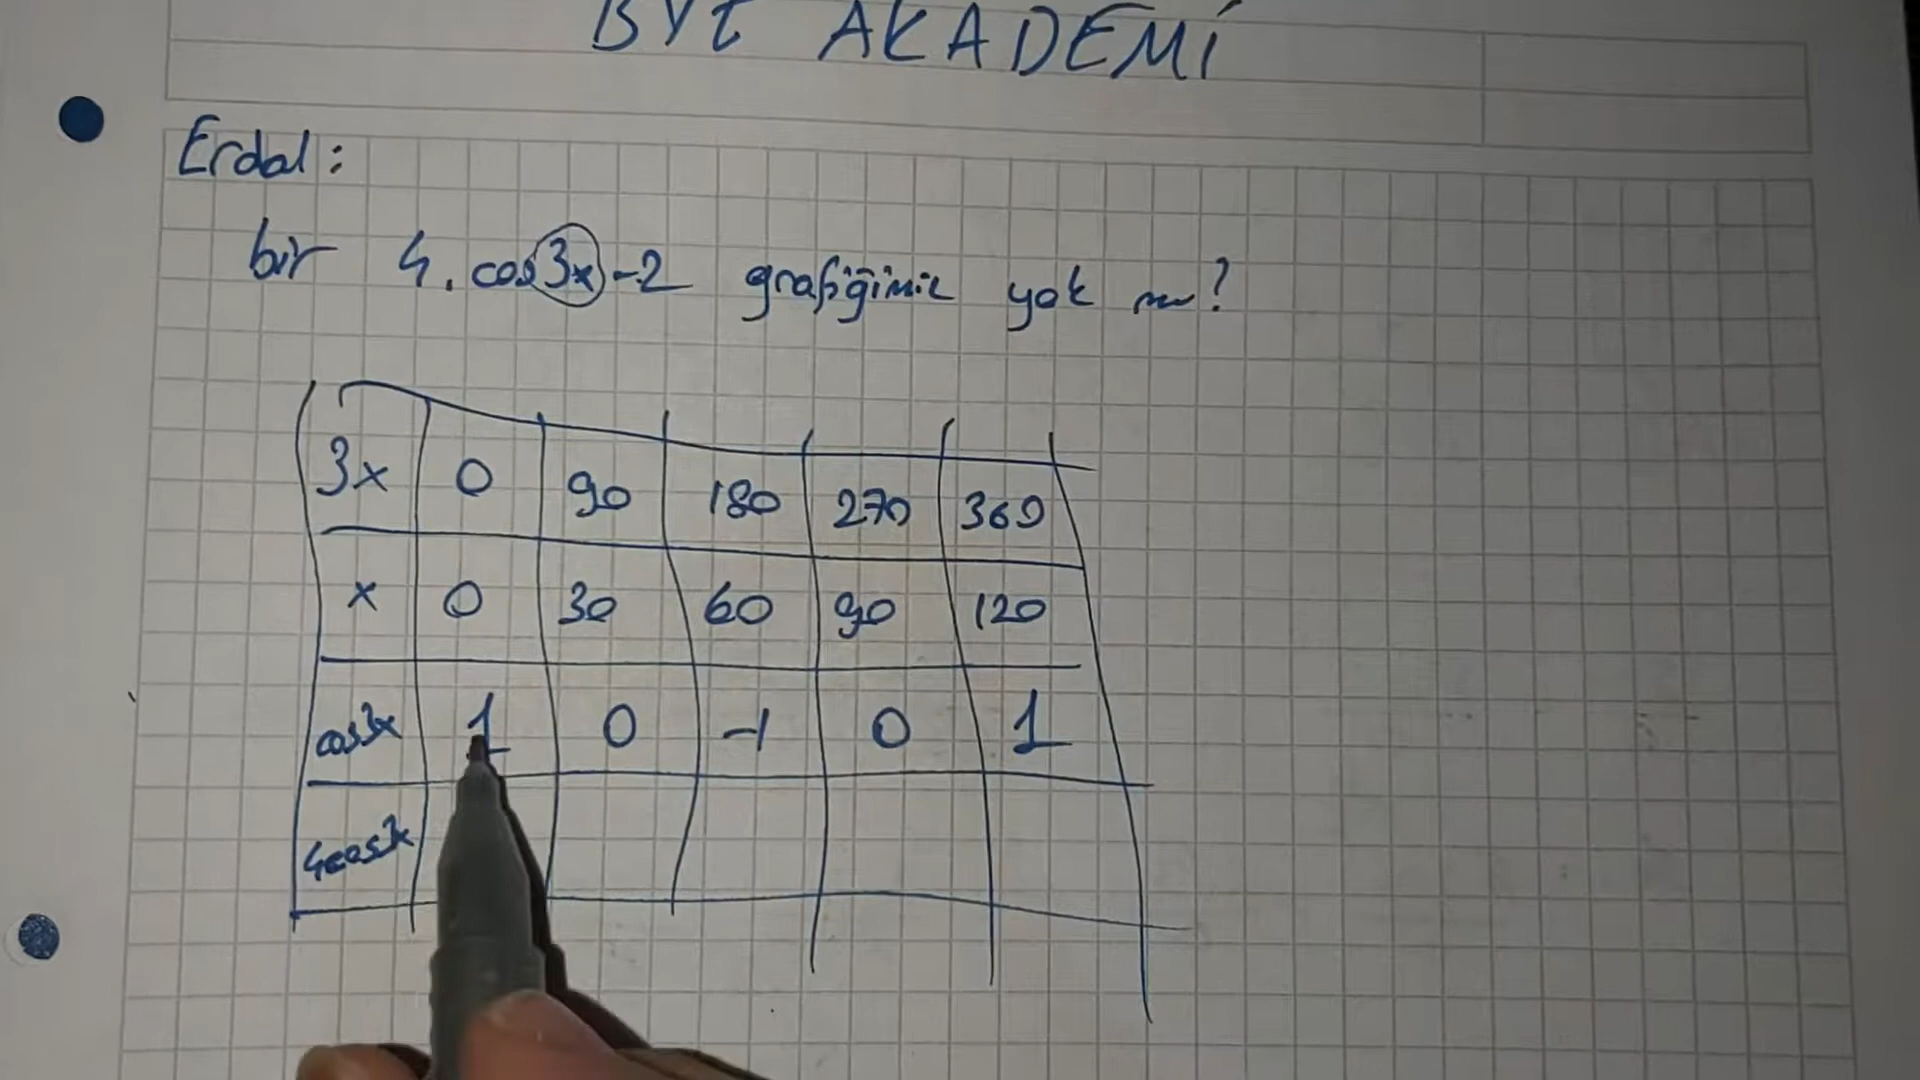 BYT AKADEMİ
Erdal:
bir 4. cos3x-2 grafiğimiz yok mu?
3x 0 90 180 270 360
x 0 30 60 90 120
cos3x 1 0 -1 0 1
4cos3x